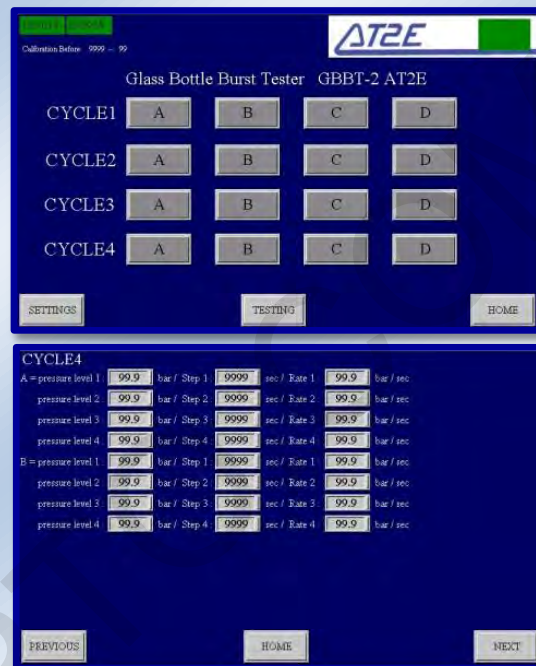 Calibration Before 9999 -- 99
AT2E
Glass Bottle Burst Tester GBBT-2 AT2E
CYCLE1 A B C D
CYCLE2 A B C D
CYCLE3 A B C D
CYCLE4 A B C D
SETTINGS TESTING HOME
CYCLE4
A = pressure level 1 : 99.9 bar / Step 1 : 9999 sec / Rate 1 : 99.9 bar / sec
pressure level 2 : 99.9 bar / Step 2 : 9999 sec / Rate 2 : 99.9 bar / sec
pressure level 3 : 99.9 bar / Step 3 : 9999 sec / Rate 3 : 99.9 bar / sec
pressure level 4 : 99.9 bar / Step 4 : 9999 sec / Rate 4 : 99.9 bar / sec
B = pressure level 1 : 99.9 bar / Step 1 : 9999 sec / Rate 1 : 99.9 bar / sec
pressure level 2 : 99.9 bar / Step 2 : 9999 sec / Rate 2 : 99.9 bar / sec
pressure level 3 : 99.9 bar / Step 3 : 9999 sec / Rate 3 : 99.9 bar / sec
pressure level 4 : 99.9 bar / Step 4 : 9999 sec / Rate 4 : 99.9 bar / sec
PREVIOUS HOME NEXT